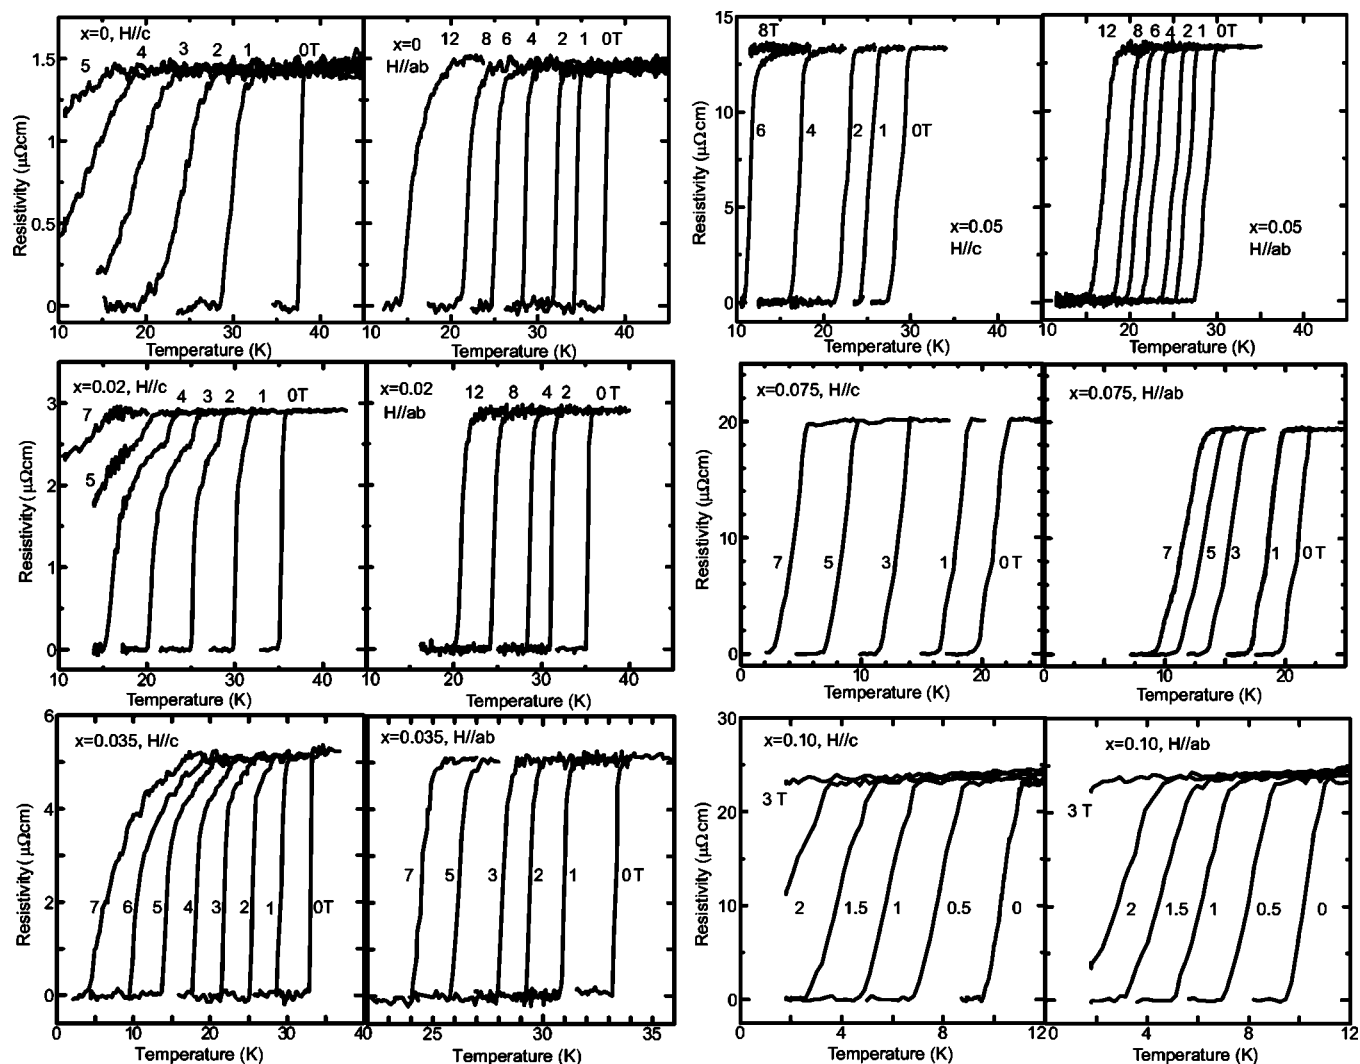 x=0, H//c
5 4 3 2 1 0T
1.5
1
0.5
0
Resistivity (μΩcm)
10 20 30 40
Temperature (K)
x=0
H//ab
12 8 6 4 2 1 0T
10 20 30 40
Temperature (K)
15
10
5
0
Resistivity (μΩcm)
8T
6 4 2 1 0T
x=0.05
H//c
10 20 30 40
Temperature (K)
12 8 6 4 2 1 0T
x=0.05
H//ab
10 20 30 40
Temperature (K)
x=0.02, H//c
7 5 4 3 2 1 0T
3
2
1
0
Resistivity (μΩcm)
10 20 30 40
Temperature (K)
x=0.02
H//ab
12 8 4 2 0T
10 20 30 40
Temperature (K)
x=0.075, H//c
20
10
0
Resistivity (μΩcm)
7 5 3 1 0T
10 20
Temperature (K)
x=0.075, H//ab
7 5 3 1 0T
0 10 20
Temperature (K)
x=0.035, H//c
6
4
2
0
Resistivity (μΩcm)
7 6 5 4 3 2 1 0T
0 10 20 30 40
Temperature (K)
x=0.035, H//ab
7 5 3 2 1 0T
25 30 35
Temperature (K)
x=0.10, H//c
30
20
10
0
Resistivity (μΩcm)
3 T
2 1.5 1 0.5 0
4 8 12
Temperature (K)
x=0.10, H//ab
3 T
2 1.5 1 0.5 0
4 8 12
Temperature (K)